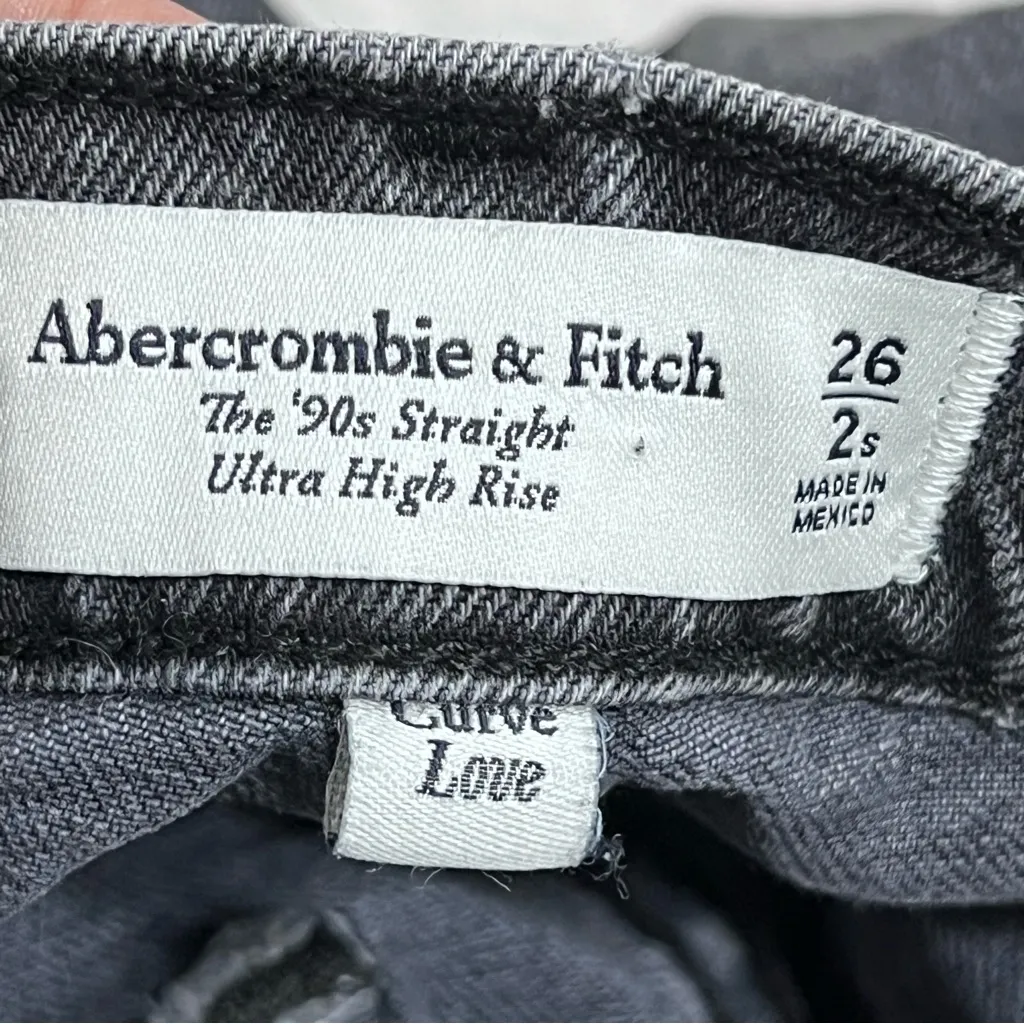 Abercrombie & Fitch
The '90s Straight
Ultra High Rise
26
2s
MADE IN
MEXICO
Curve
Love